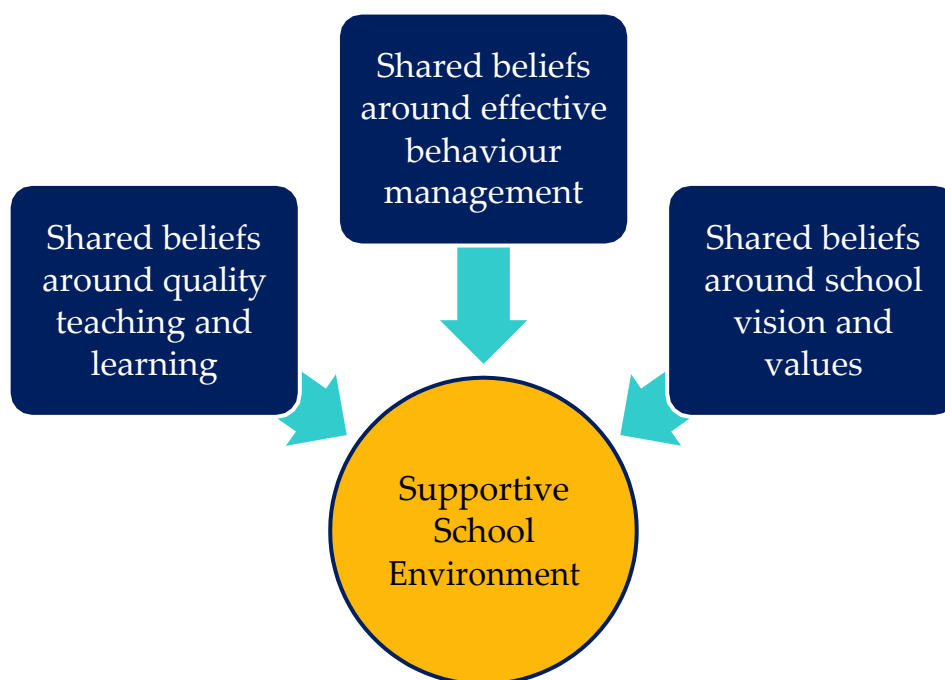 Shared beliefs
around quality
teaching and
learning
Shared beliefs
around effective
behaviour
management
Shared beliefs
around school
vision and
values
Supportive
School
Environment